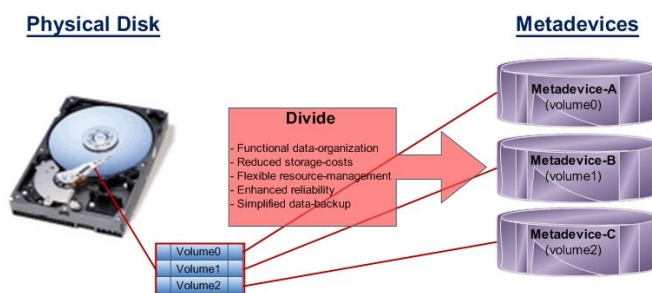 Physical Disk
Metadevices
Divide
- Functional data-organization
- Reduced storage-costs
- Flexible resource-management
- Enhanced reliability
- Simplified data-backup
Metadevice-A
(volume0)
Metadevice-B
(volume1)
Metadevice-C
(volume2)
Volume0
Volume1
Volume2